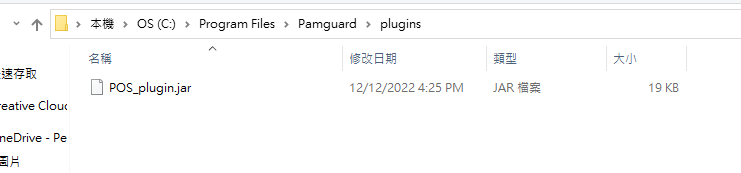 本機 > OS (C:) > Program Files > Pamguard > plugins
名稱 修改日期 類型 大小
速存取
POS_plugin.jar 12/12/2022 4:25 PM JAR 檔案 19 KB
reative Cloud
neDrive - Pe
圖片